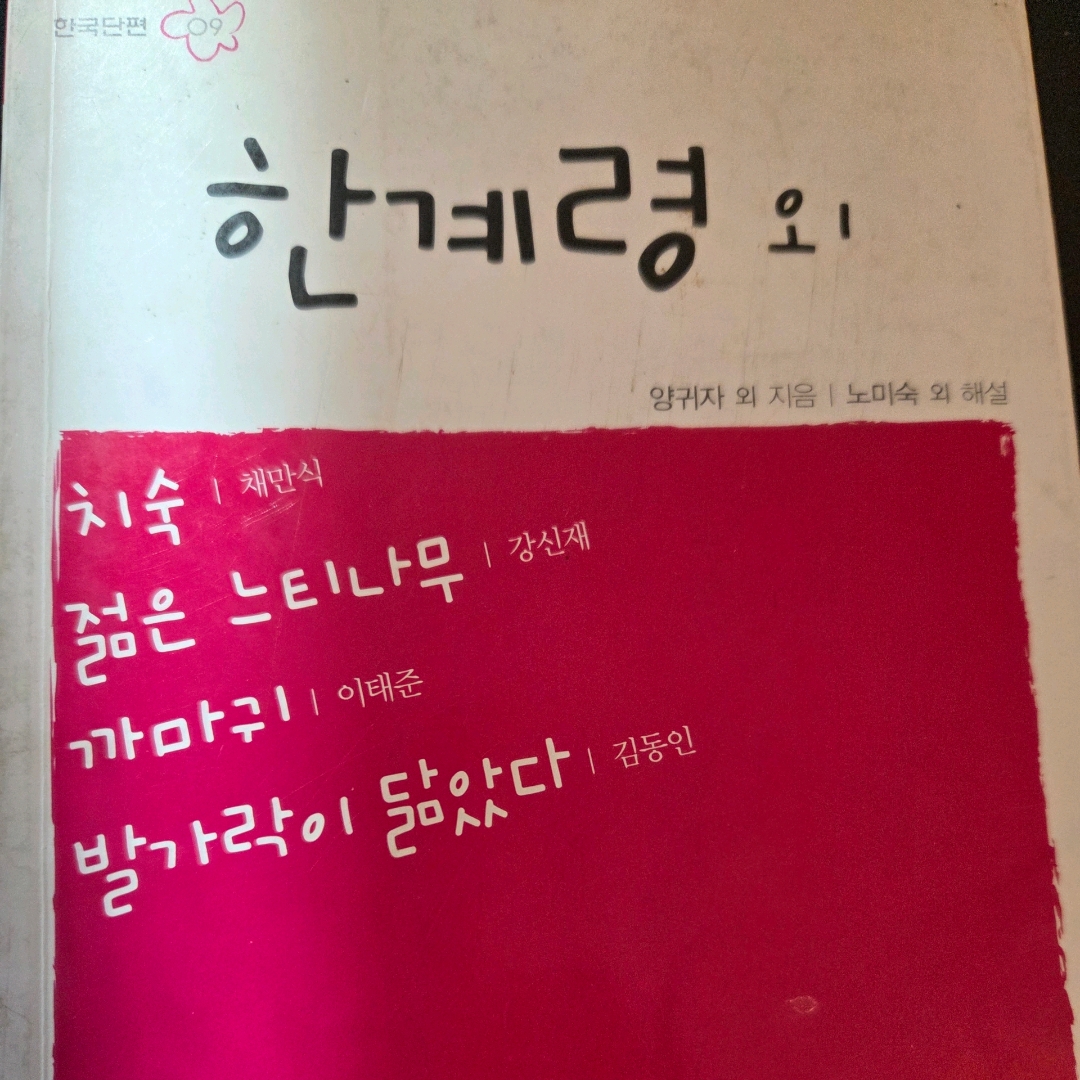 한국단편 09
한계령 외
양귀자 외 지음 | 노미숙 외 해설
치숙 | 채만식
젊은 느티나무 | 강신재
까마귀 | 이태준
발가락이 닮았다 | 김동인